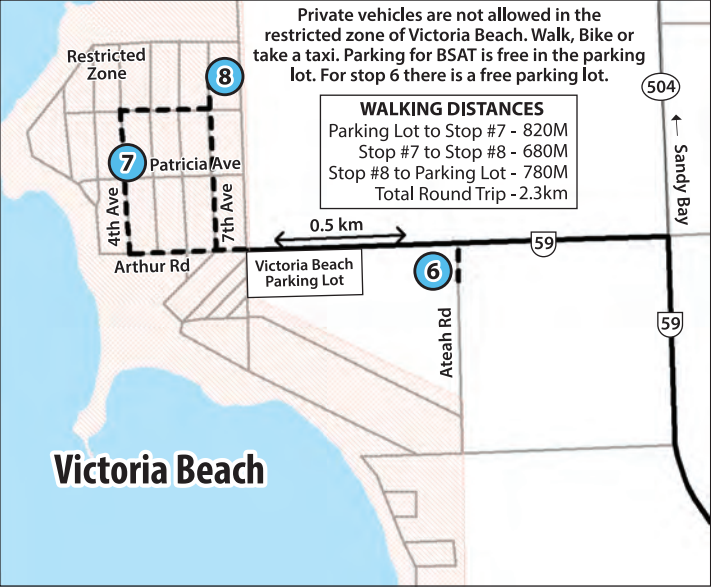 Private vehicles are not allowed in the
restricted zone of Victoria Beach. Walk, Bike or
take a taxi. Parking for BSAT is free in the parking
lot. For stop 6 there is a free parking lot.
Restricted
Zone
8
504
WALKING DISTANCES
Parking Lot to Stop #7 - 820M
Stop #7 to Stop #8 - 680M
Stop #8 to Parking Lot - 780M
Total Round Trip - 2.3km
← Sandy Bay
7
Patricia Ave
4th Ave
7th Ave
0.5 km
59
Arthur Rd
Victoria Beach
Parking Lot
6
Ateah Rd
59
Victoria Beach